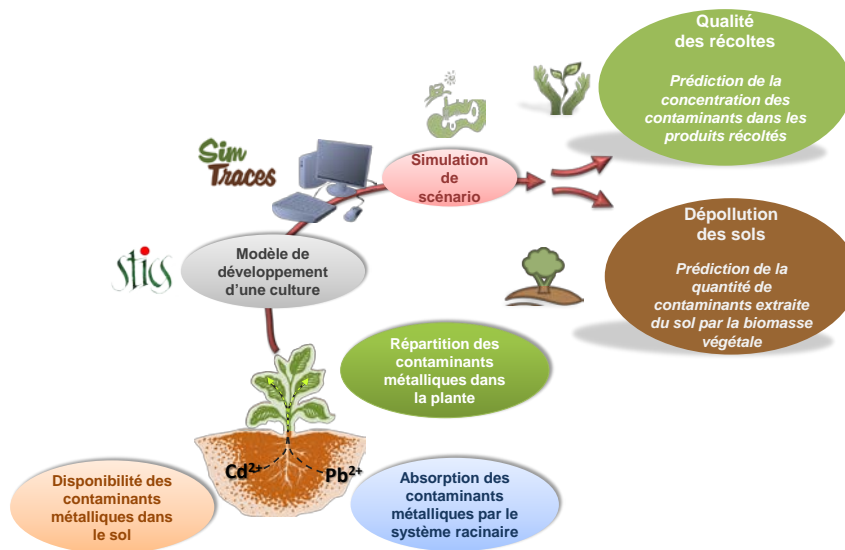 Qualité
des récoltes
Prédiction de la
concentration des
contaminants dans les
produits récoltés
Sim
Traces
Simulation
de
scénario
Dépollution
des sols
Prédiction de la
quantité de
contaminants extraite
du sol par la biomasse
végétale
stics
Modèle de
développement
d'une culture
Répartition des
contaminants
métalliques dans
la plante
Cd²⁺
Pb²⁺
Disponibilité des
contaminants
métalliques dans
le sol
Absorption des
contaminants
métalliques par le
système racinaire